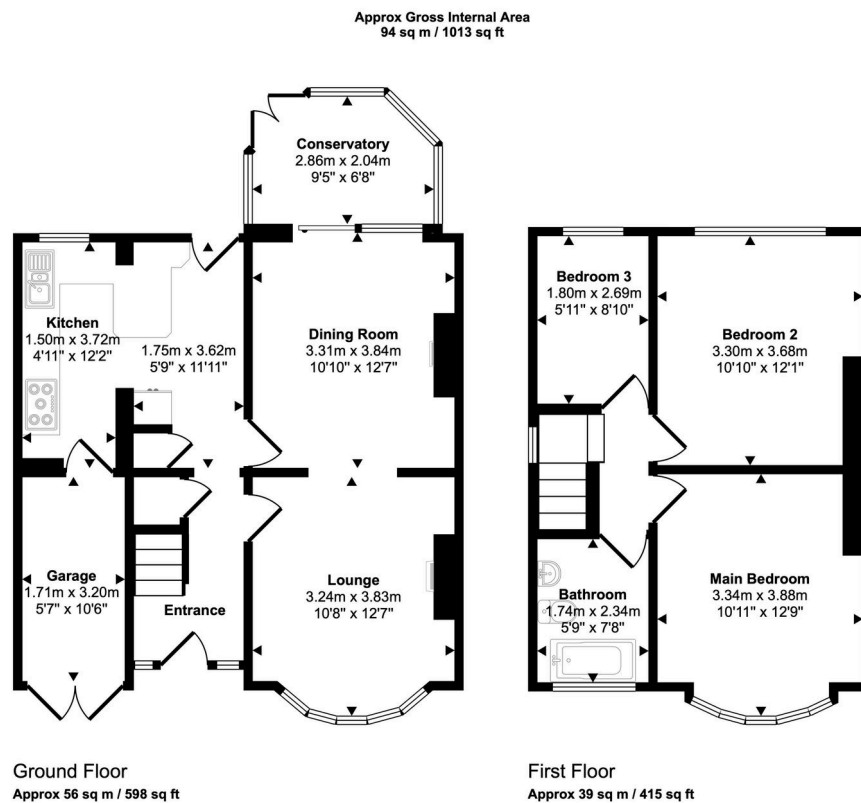 Approx Gross Internal Area
94 sq m / 1013 sq ft
Conservatory
2.86m x 2.04m
9'5" x 6'8"
Kitchen
1.50m x 3.72m
4'11" x 12'2"
1.75m x 3.62m
5'9" x 11'11"
Dining Room
3.31m x 3.84m
10'10" x 12'7"
Garage
1.71m x 3.20m
5'7" x 10'6"
Entrance
Lounge
3.24m x 3.83m
10'8" x 12'7"
Ground Floor
Approx 56 sq m / 598 sq ft
Bedroom 3
1.80m x 2.69m
5'11" x 8'10"
Bedroom 2
3.30m x 3.68m
10'10" x 12'1"
Bathroom
1.74m x 2.34m
5'9" x 7'8"
Main Bedroom
3.34m x 3.88m
10'11" x 12'9"
First Floor
Approx 39 sq m / 415 sq ft